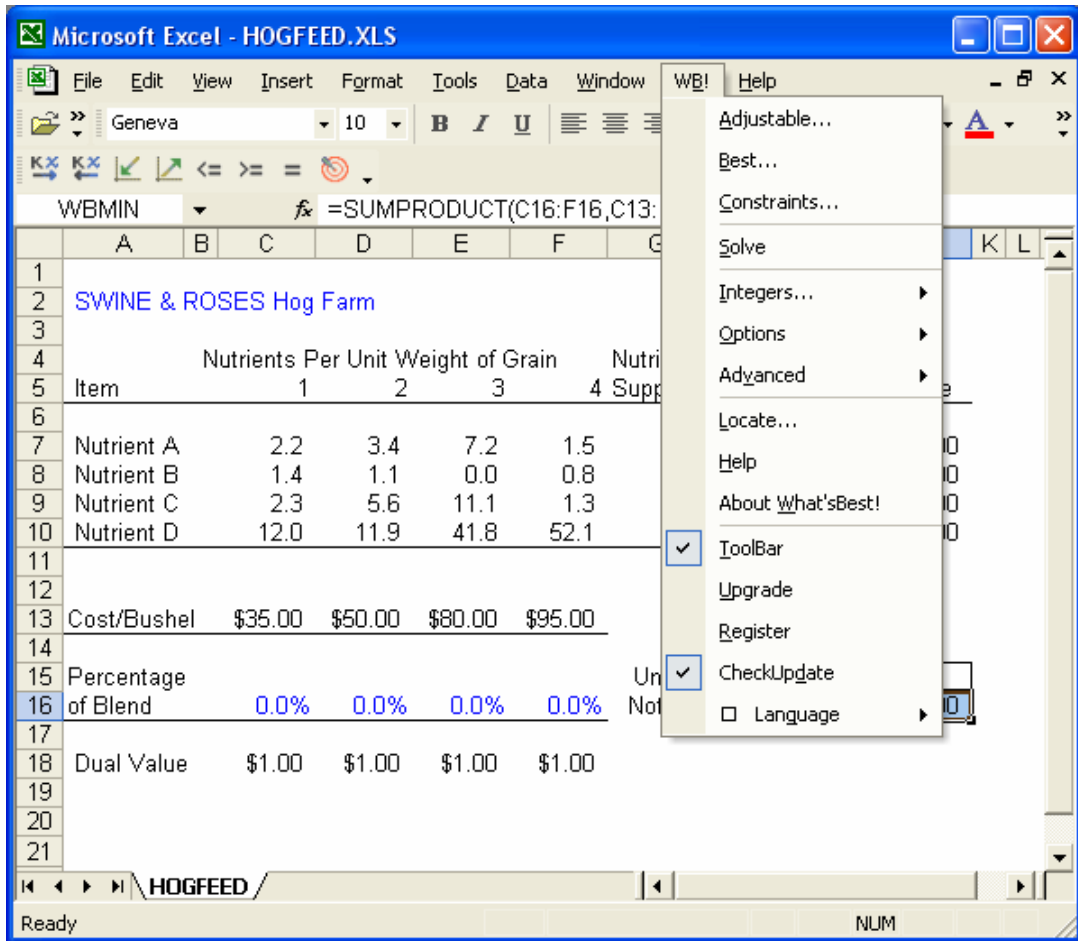 Microsoft Excel - HOGFEED.XLS
File Edit View Insert Format Tools Data Window WB! Help
Geneva 10 B I U A
<= >= =
WBMIN fx =SUMPRODUCT(C16:F16,C13:
A B C D E F G K L
1
2 SWINE & ROSES Hog Farm
3
4 Nutrients Per Unit Weight of Grain Nutri
5 Item 1 2 3 4 Supp e
6
7 Nutrient A 2.2 3.4 7.2 1.5
8 Nutrient B 1.4 1.1 0.0 0.8
9 Nutrient C 2.3 5.6 11.1 1.3
10 Nutrient D 12.0 11.9 41.8 52.1
11
12
13 Cost/Bushel $35.00 $50.00 $80.00 $95.00
14
15 Percentage Un
16 of Blend 0.0% 0.0% 0.0% 0.0% Not
17
18 Dual Value $1.00 $1.00 $1.00 $1.00
19
20
21
Adjustable...
Best...
Constraints...
Solve
Integers...
Options
Advanced
Locate...
Help
About What'sBest!
ToolBar
Upgrade
Register
CheckUpdate
Language
HOGFEED
Ready NUM